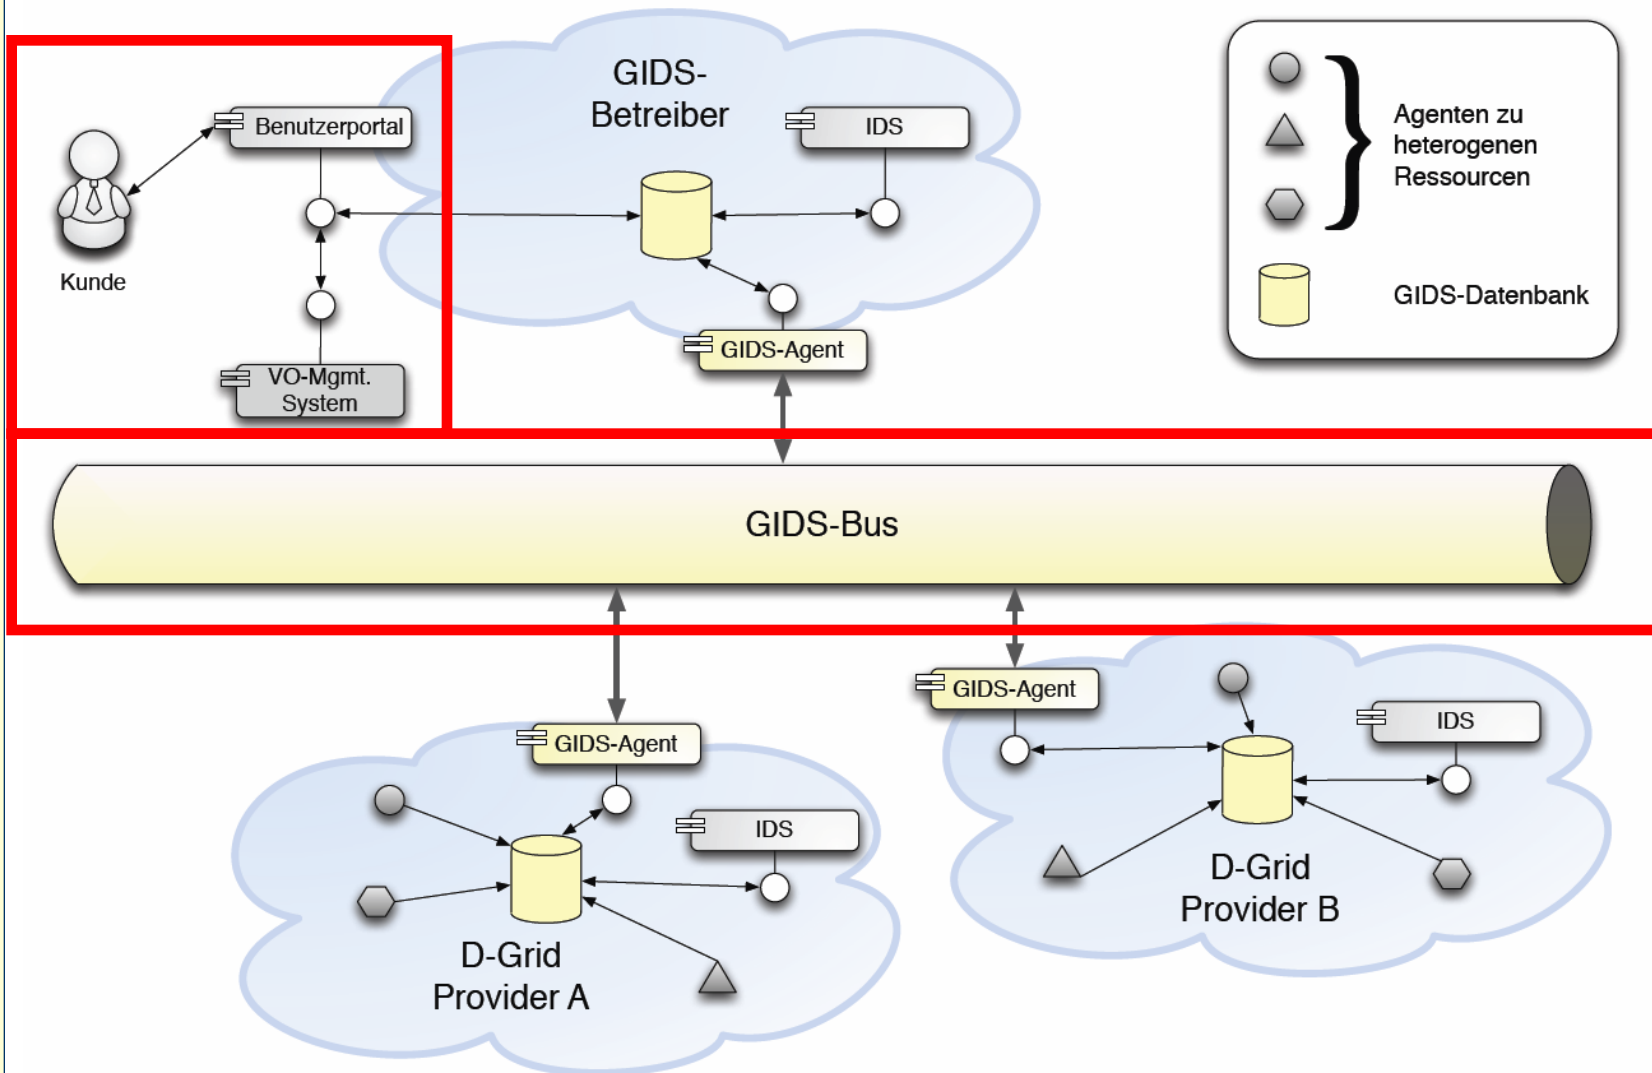 GIDS-
Betreiber
Benutzerportal
IDS
Kunde
VO-Mgmt.
System
GIDS-Agent
Agenten zu
heterogenen
Ressourcen
GIDS-Datenbank
GIDS-Bus
GIDS-Agent
IDS
D-Grid
Provider A
GIDS-Agent
IDS
D-Grid
Provider B